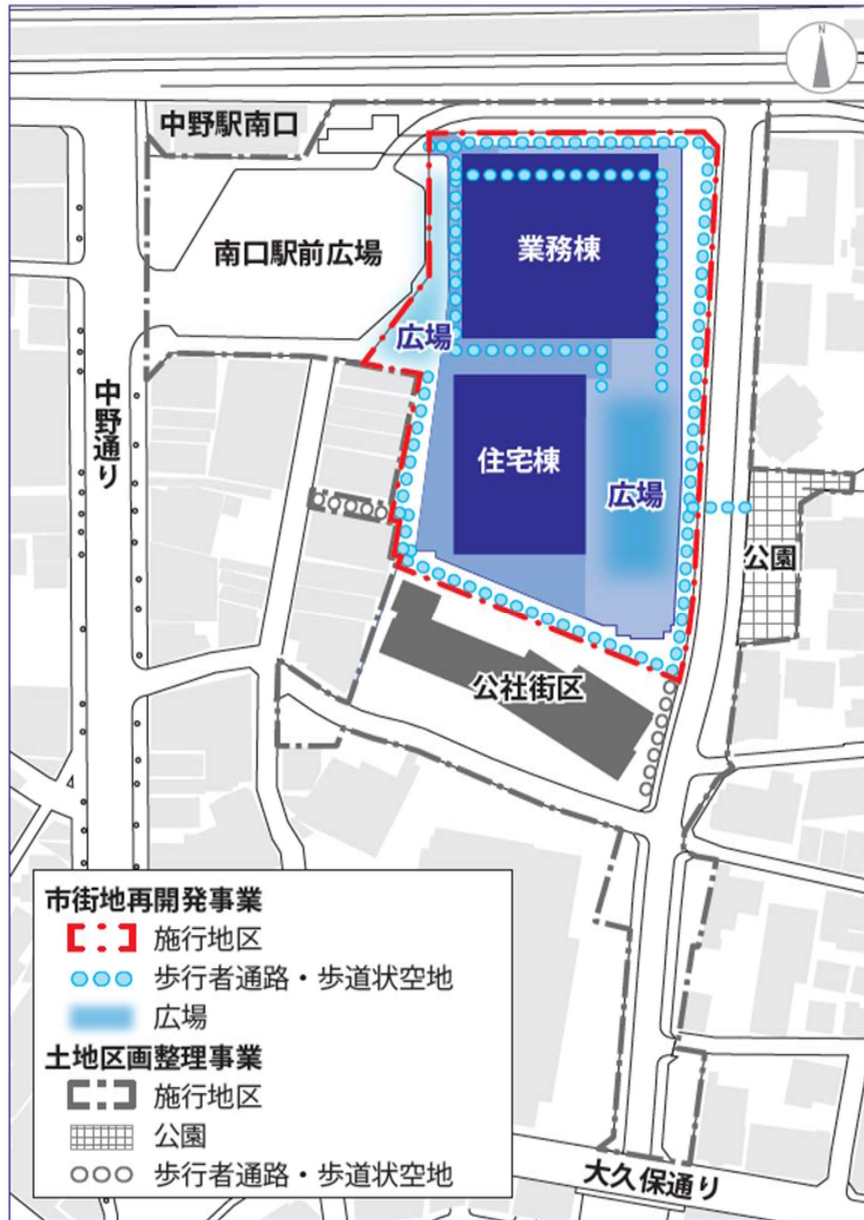 N
中野駅南口
業務棟
南口駅前広場
広場
中野通り
住宅棟
広場
公園
公社街区
市街地再開発事業
施行地区
歩行者通路・歩道状空地
広場
土地区画整理事業
施行地区
公園
歩行者通路・歩道状空地
大久保通り